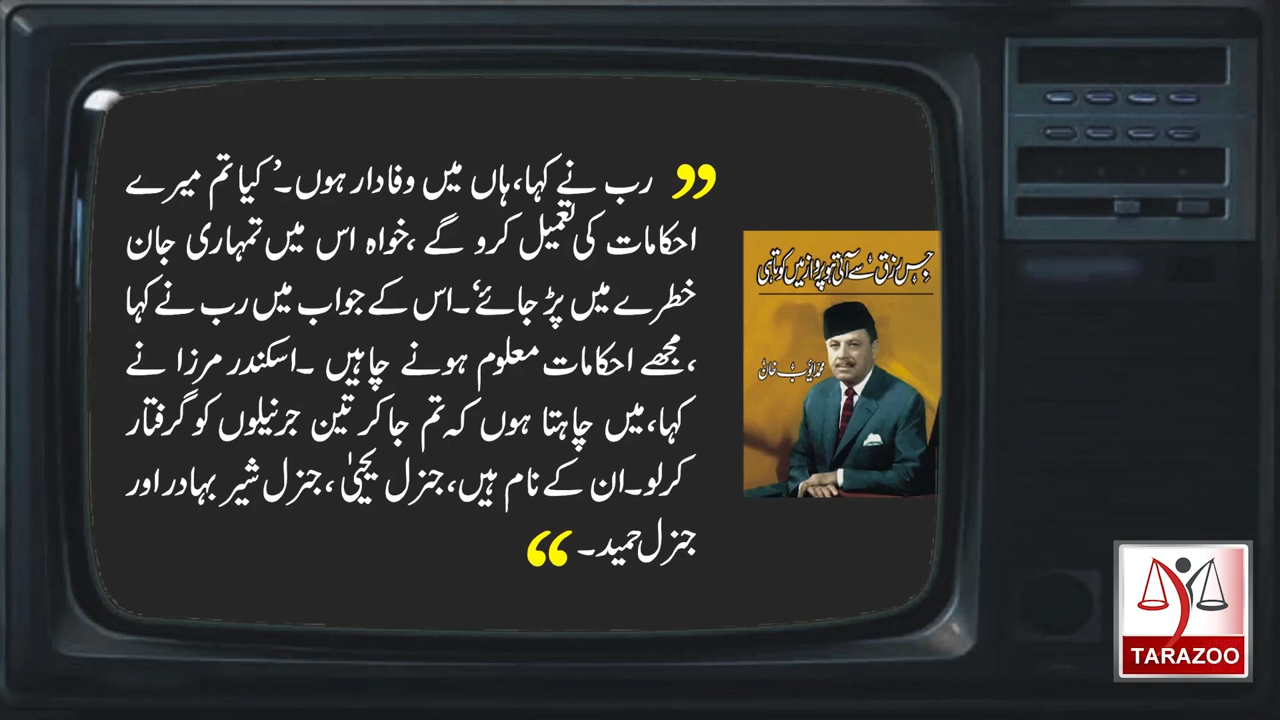 ”رب نے کہا،ہاں میں وفادار ہوں۔’ کیا تم میرے
احکامات کی تعمیل کرو گے ،خواہ اس میں تمہاری جان
خطرے میں پڑ جائے‘۔اس کے جواب میں رب نے کہا
،مجھے احکامات معلوم ہونے چاہیں ۔اسکندر مرزا نے
کہا،میں چاہتا ہوں کہ تم جاکر تین جرنیلوں کو گرفتار
کرلو۔ان کے نام ہیں،جنرل یحییٰ ،جنرل شیر بہادر اور
جنرل حمید۔“
جس رزق سے آتی ہو پرواز میں کوتاہی
محمد ایوب خان
TARAZOO